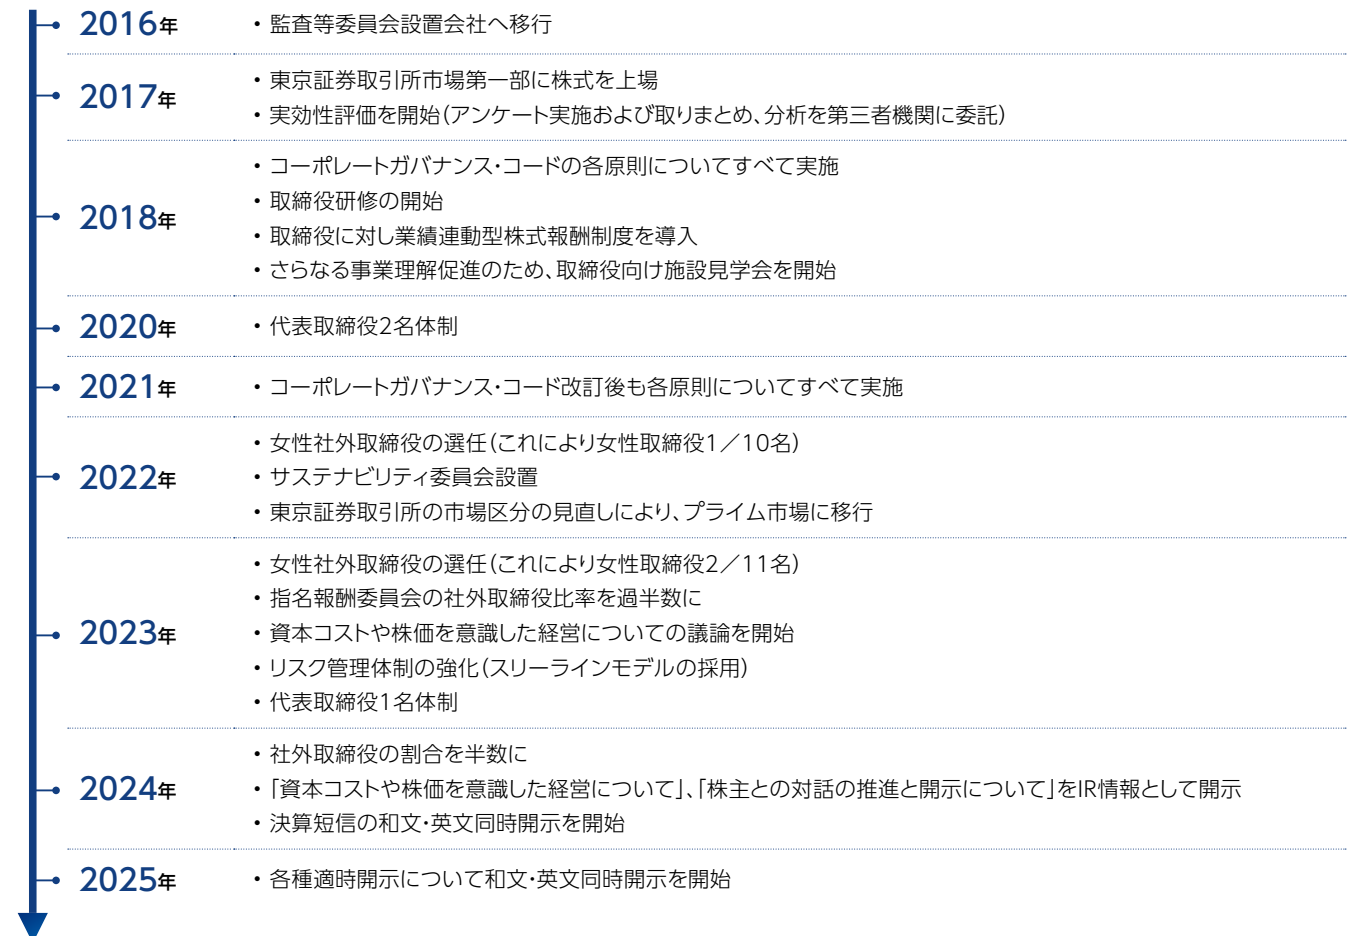 2016年
・監査等委員会設置会社へ移行
2017年
・東京証券取引所市場第一部に株式を上場
・実効性評価を開始(アンケート実施および取りまとめ、分析を第三者機関に委託)
2018年
・コーポレートガバナンス・コードの各原則についてすべて実施
・取締役研修の開始
・取締役に対し業績連動型株式報酬制度を導入
・さらなる事業理解促進のため、取締役向け施設見学会を開始
2020年
・代表取締役2名体制
2021年
・コーポレートガバナンス・コード改訂後も各原則についてすべて実施
2022年
・女性社外取締役の選任(これにより女性取締役1/10名)
・サステナビリティ委員会設置
・東京証券取引所の市場区分の見直しにより、プライム市場に移行
2023年
・女性社外取締役の選任(これにより女性取締役2/11名)
・指名報酬委員会の社外取締役比率を過半数に
・資本コストや株価を意識した経営についての議論を開始
・リスク管理体制の強化(スリーラインモデルの採用)
・代表取締役1名体制
2024年
・社外取締役の割合を半数に
・「資本コストや株価を意識した経営について」、「株主との対話の推進と開示について」をIR情報として開示
・決算短信の和文・英文同時開示を開始
2025年
・各種適時開示について和文・英文同時開示を開始